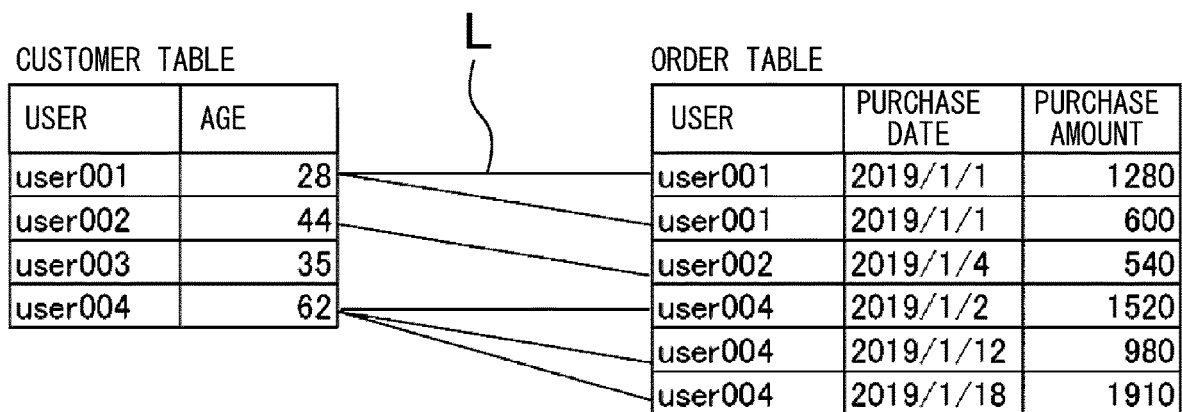 L
CUSTOMER TABLE
USER AGE
user001 28
user002 44
user003 35
user004 62
ORDER TABLE
USER PURCHASE DATE PURCHASE AMOUNT
user001 2019/1/1 1280
user001 2019/1/1 600
user002 2019/1/4 540
user004 2019/1/2 1520
user004 2019/1/12 980
user004 2019/1/18 1910